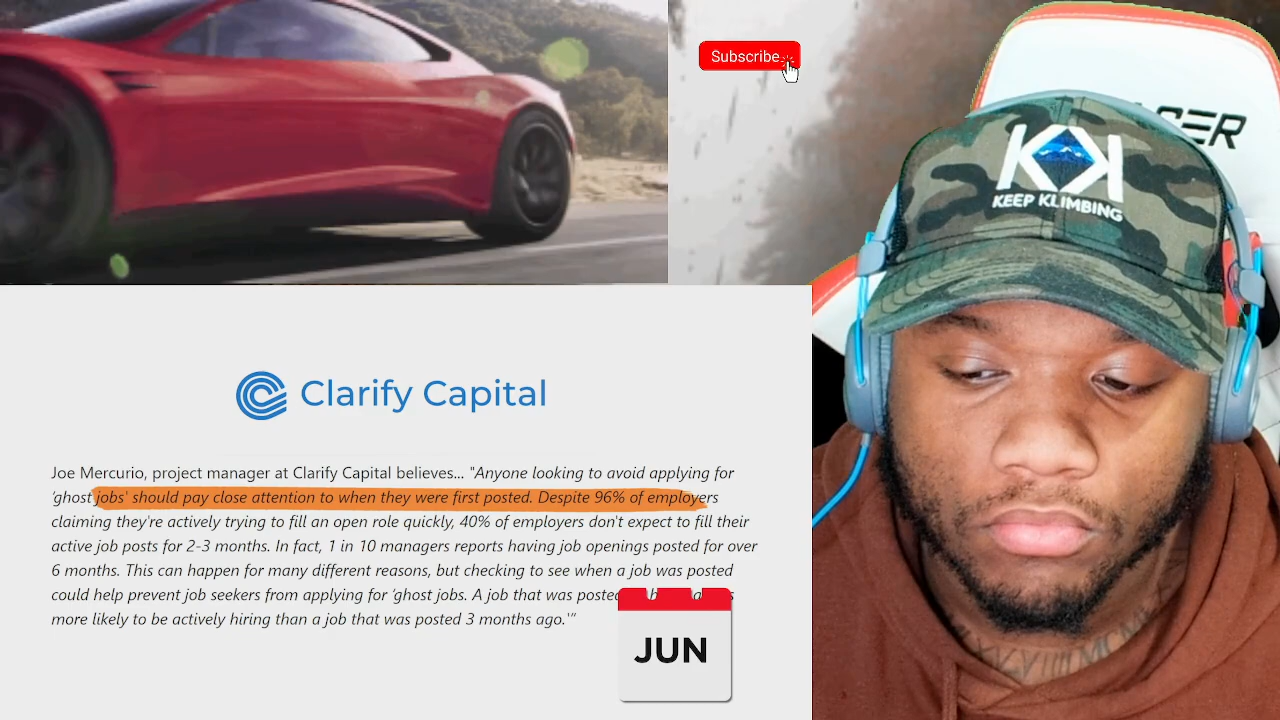 Subscribe
KK
KEEP KLIMBING
Clarify Capital
Joe Mercurio, project manager at Clarify Capital believes... "Anyone looking to avoid applying for
'ghost jobs' should pay close attention to when they were first posted. Despite 96% of employers
claiming they're actively trying to fill an open role quickly, 40% of employers don't expect to fill their
active job posts for 2-3 months. In fact, 1 in 10 managers reports having job openings posted for over
6 months. This can happen for many different reasons, but checking to see when a job was posted
could help prevent job seekers from applying for 'ghost jobs. A job that was posted
more likely to be actively hiring than a job that was posted 3 months ago.'"
JUN